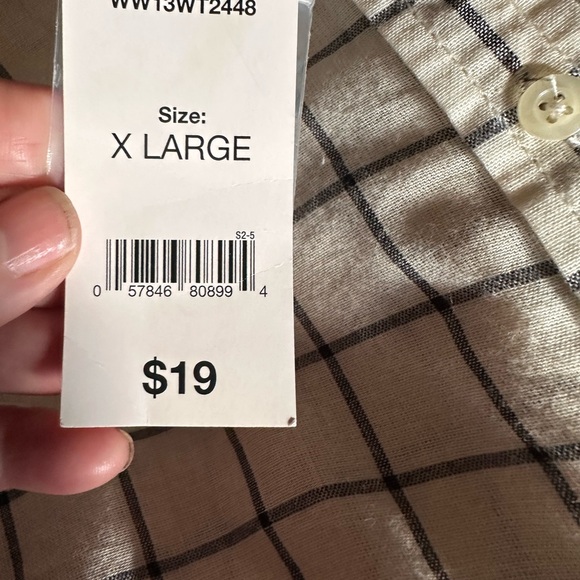 WW13WT2448
Size:
X LARGE
S2-5
0 57846 80899 4
$19